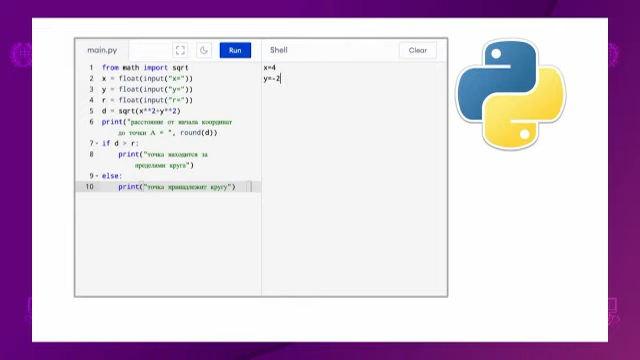 main.py
Run
Shell
Clear
1 from math import sqrt
2 x = float(input("x="))
3 y = float(input("y="))
4 r = float(input("r="))
5 d = sqrt(x**2+y**2)
6 print("расстояние от начала координат
до точки A = ", round(d))
7 if d > r:
8 print("точка находится за
пределами круга")
9 else:
10 print("точка принадлежит кругу")
x=4
y=-2